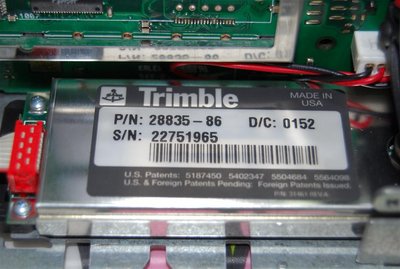 Trimble
MADE IN
USA
P/N: 28835-86 D/C: 0152
S/N: 22751965
U.S. Patents: 5187450 5402347 5504684 5564098
U.S. & Foreign Patents Pending; Foreign Patents Issued.